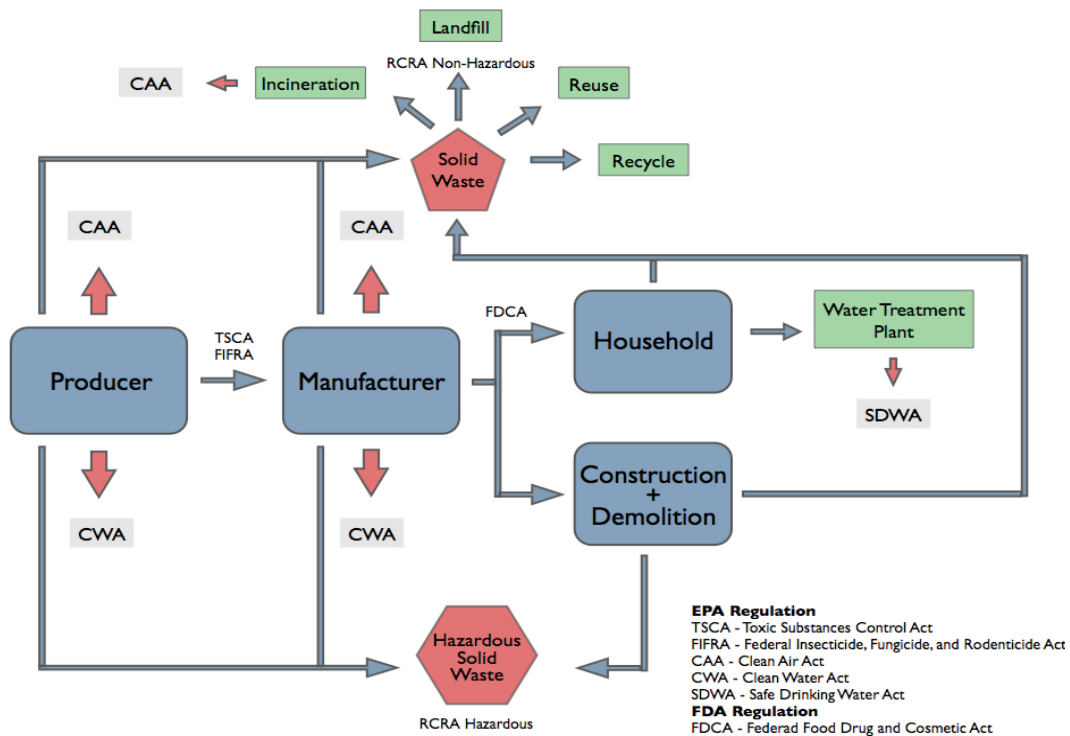 Landfill
RCRA Non-Hazardous
CAA
Incineration
Reuse
Solid
Waste
Recycle
CAA
CAA
FDCA
TSCA
FIFRA
Producer
Manufacturer
Household
Water Treatment
Plant
SDWA
Construction
+
Demolition
CWA
CWA
Hazardous
Solid
Waste
RCRA Hazardous
EPA Regulation
TSCA - Toxic Substances Control Act
FIFRA - Federal Insecticide, Fungicide, and Rodenticide Act
CAA - Clean Air Act
CWA - Clean Water Act
SDWA - Safe Drinking Water Act
FDA Regulation
FDCA - Federad Food Drug and Cosmetic Act